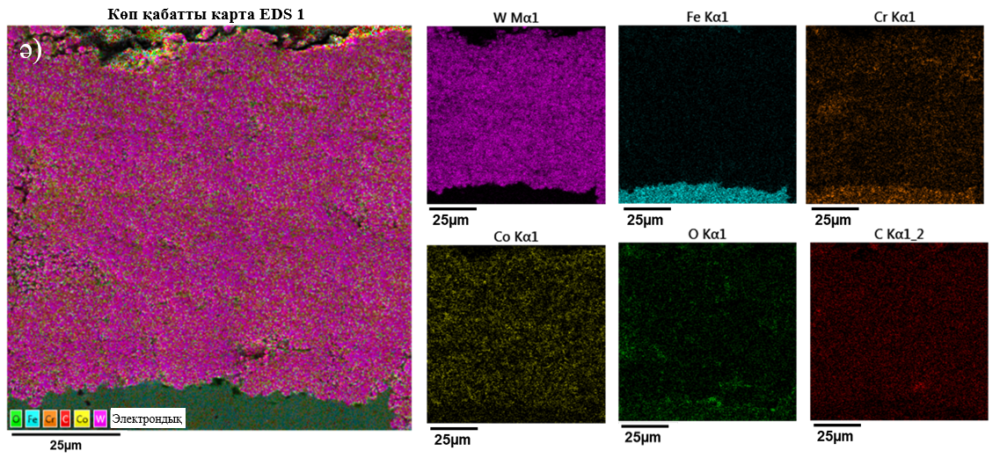 Көп қабатты карта EDS 1
ә)
O Fe Cr C Co W Электрондық
25µm
W Mα1
25µm
Fe Kα1
25µm
Cr Kα1
25µm
Co Kα1
25µm
O Kα1
25µm
C Kα1_2
25µm